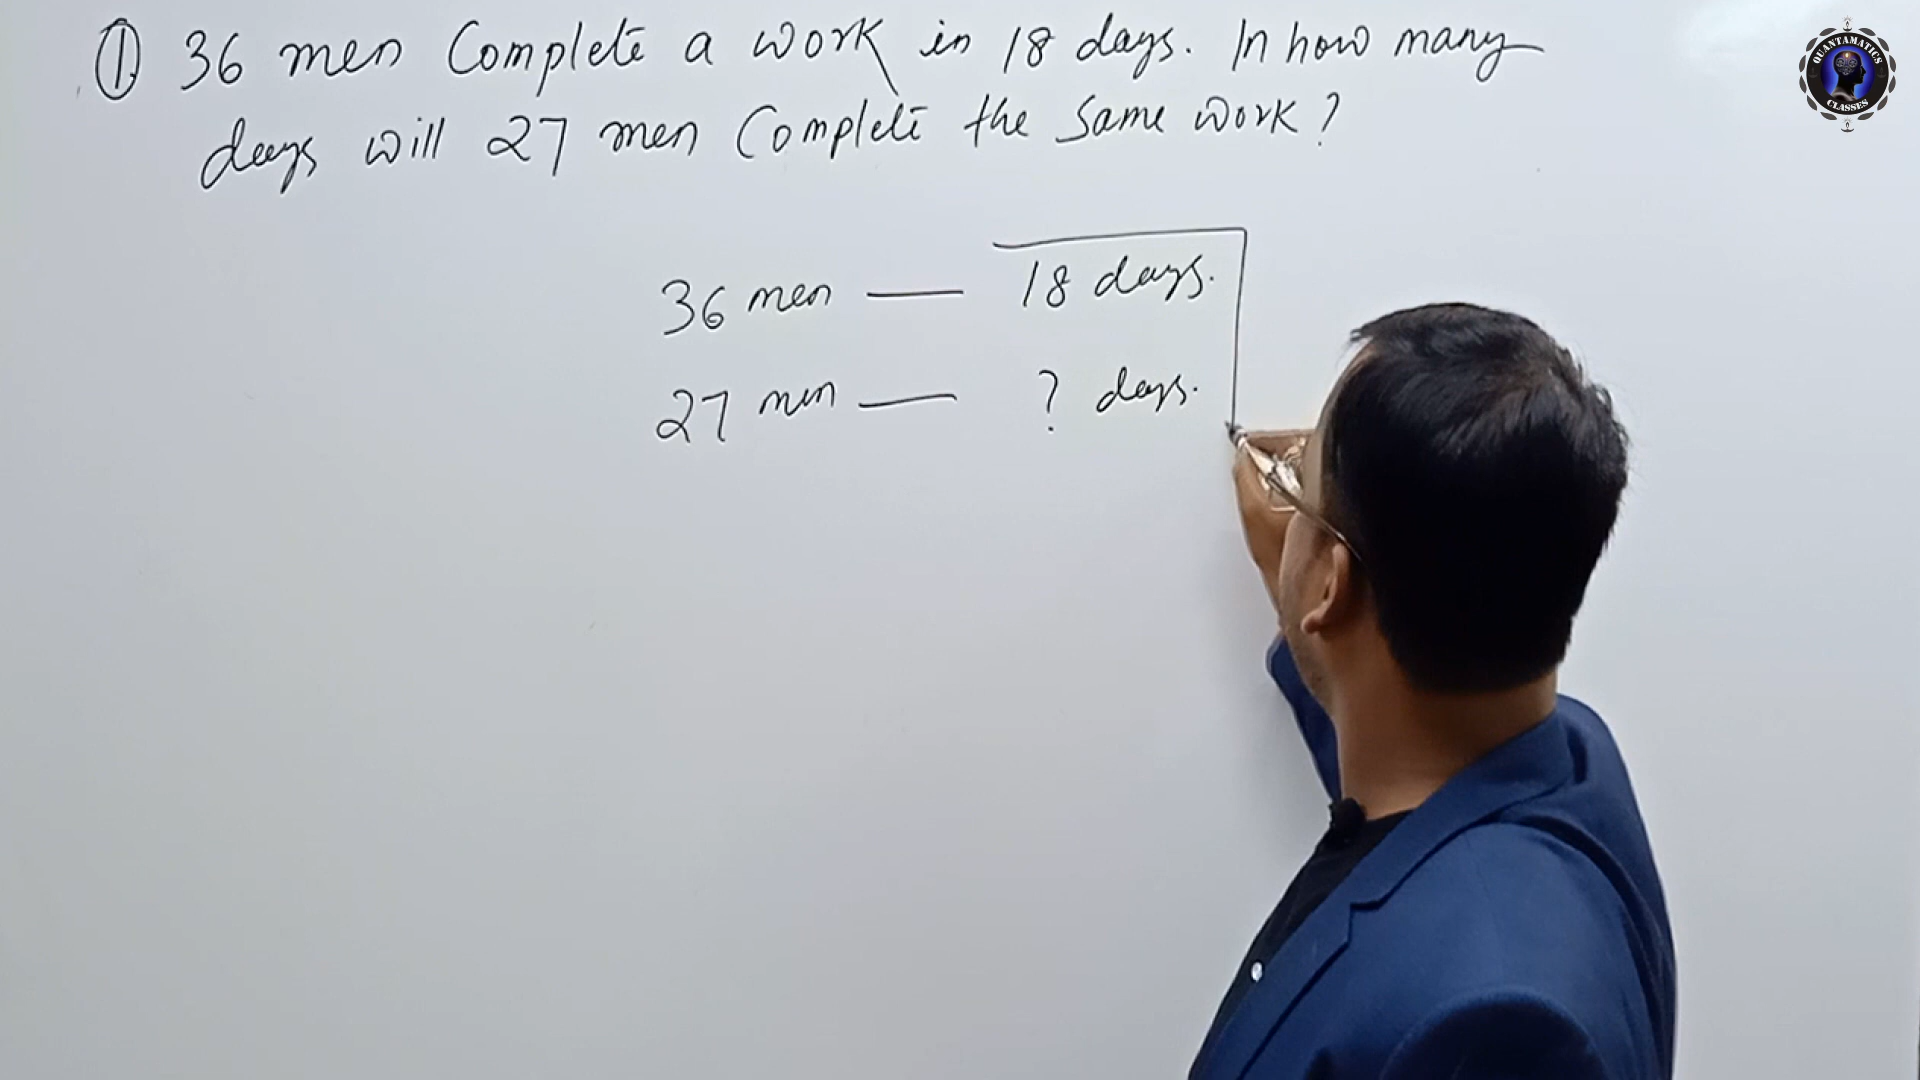 ① 36 men Complete a work in 18 days. In how many
days will 27 men Complete the same work?
36 men — 18 days.
27 men — ? days.
QUANTAMATICS
CLASSES